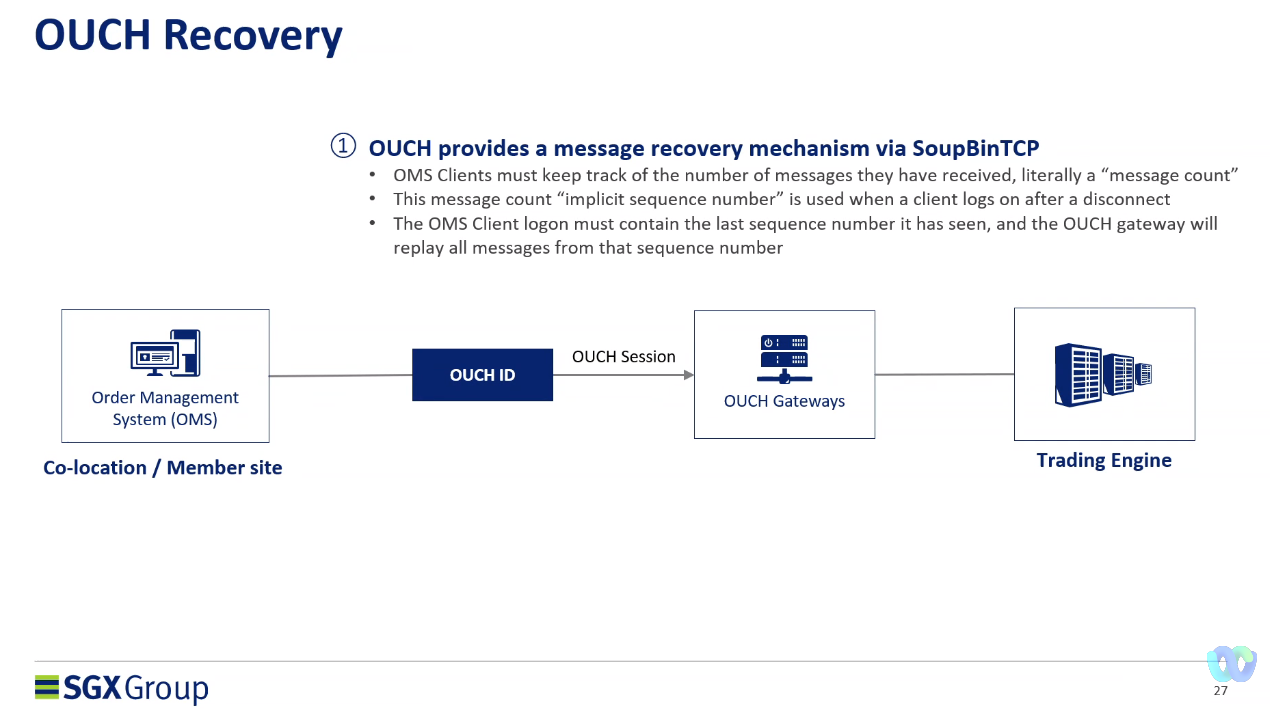 OUCH Recovery
① OUCH provides a message recovery mechanism via SoupBinTCP
• OMS Clients must keep track of the number of messages they have received, literally a “message count”
• This message count “implicit sequence number” is used when a client logs on after a disconnect
• The OMS Client logon must contain the last sequence number it has seen, and the OUCH gateway will
replay all messages from that sequence number
Order Management
System (OMS)
Co-location / Member site
OUCH ID
OUCH Session
OUCH Gateways
Trading Engine
SGX Group
27